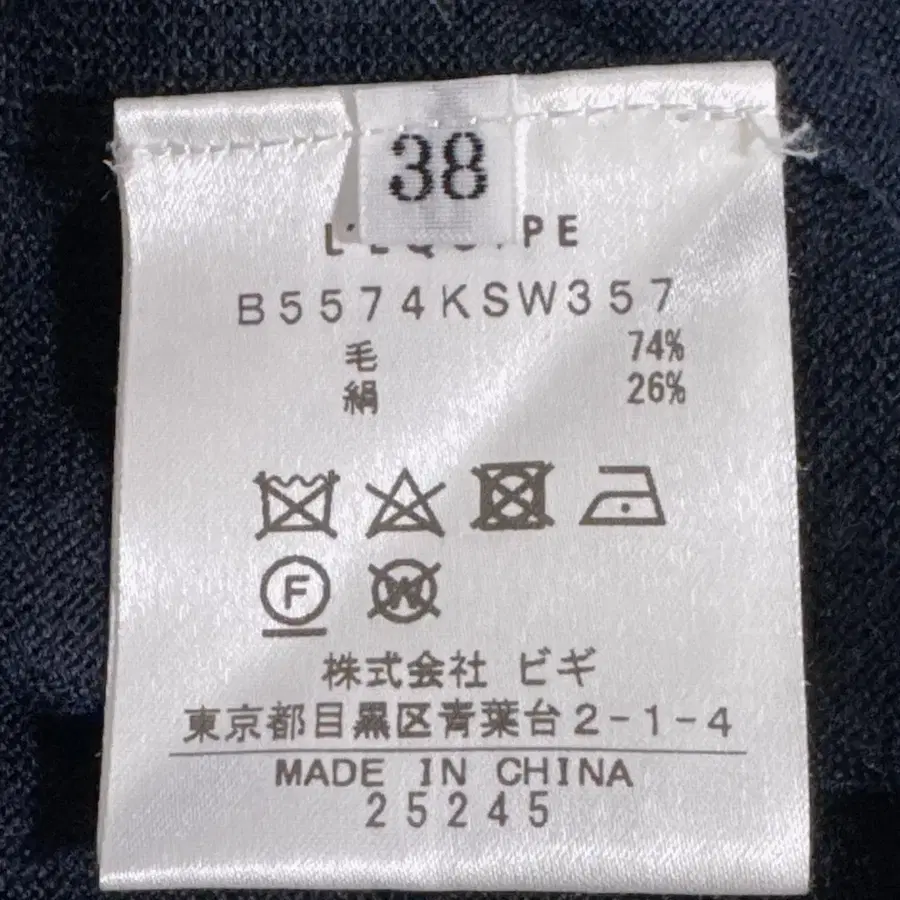 38
L'EQUIPE
B5574KSW357
毛 74%
絹 26%
F
W
株式会社 ビギ
東京都目黒区青葉台2-1-4
MADE IN CHINA
25245